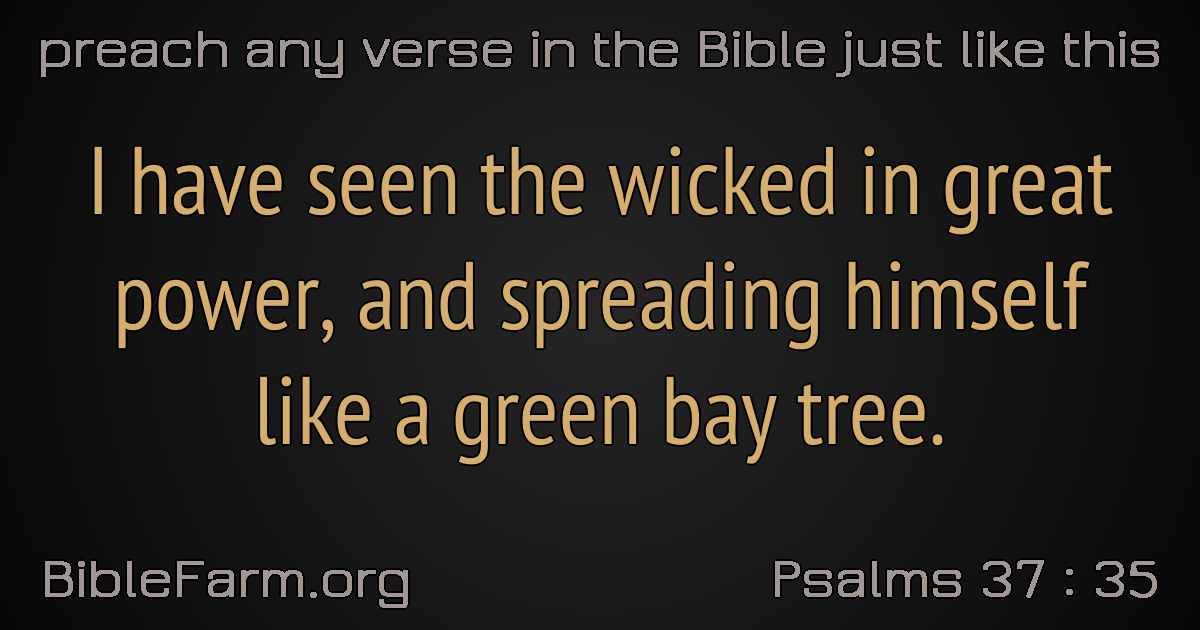 preach any verse in the Bible just like this
I have seen the wicked in great
power, and spreading himself
like a green bay tree.
BibleFarm.org
Psalms 37 : 35